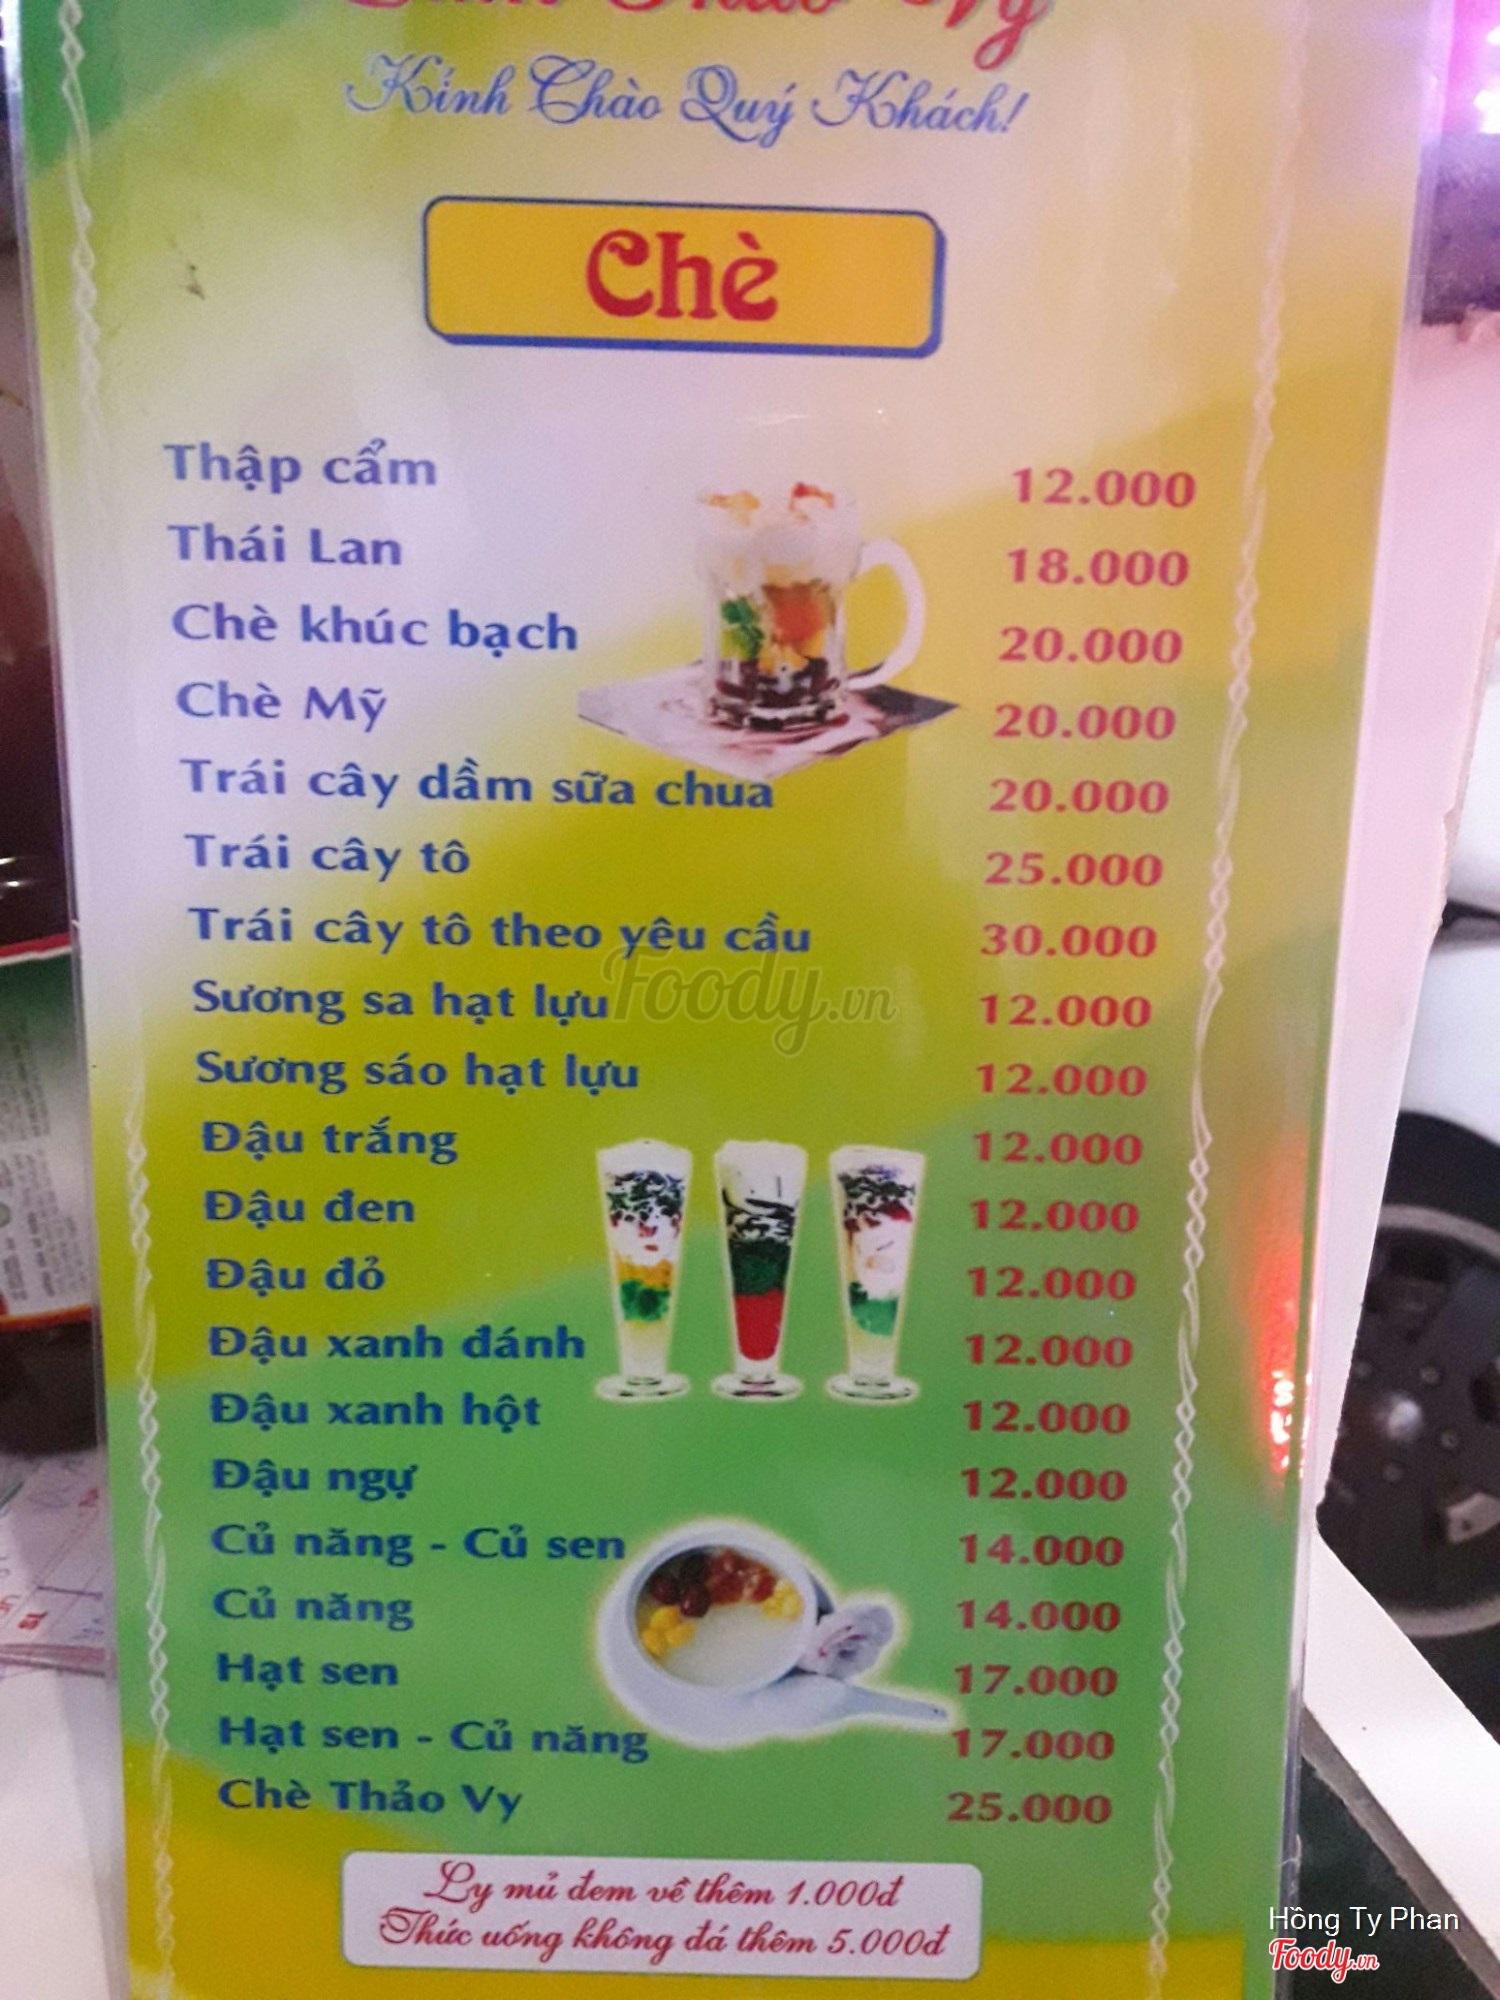 Thảo Vy
Kính Chào Quý Khách!
Chè
Thập cẩm 12.000
Thái Lan 18.000
Chè khúc bạch 20.000
Chè Mỹ 20.000
Trái cây dầm sữa chua 20.000
Trái cây tô 25.000
Trái cây tô theo yêu cầu 30.000
Sương sa hạt lựu 12.000
Sương sáo hạt lựu 12.000
Đậu trắng 12.000
Đậu đen 12.000
Đậu đỏ 12.000
Đậu xanh đánh 12.000
Đậu xanh hột 12.000
Đậu ngự 12.000
Củ năng - Củ sen 14.000
Củ năng 14.000
Hạt sen 17.000
Hạt sen - Củ năng 17.000
Chè Thảo Vy 25.000
Ly mủ đem về thêm 1.000đ
Thức uống không đá thêm 5.000đ
Foody.vn
Hồng Ty Phan
Foody.vn